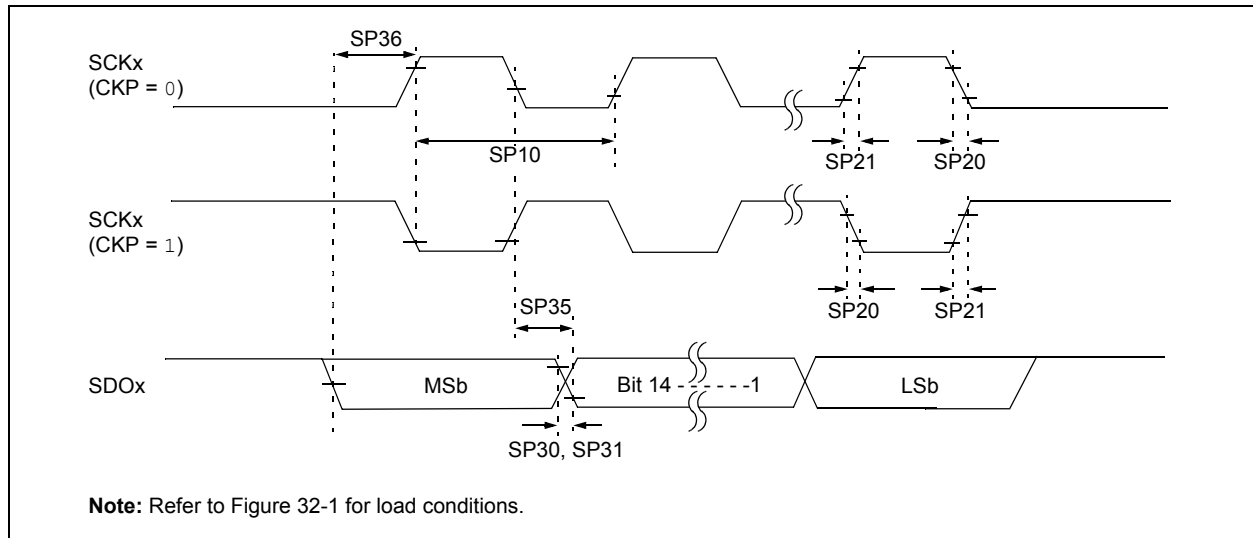 SP36
SCKx
(CKP = 0)
SP10
SP21
SP20
SCKx
(CKP = 1)
SP35
SP20
SP21
SDOx
MSb
Bit 14 - - - - - - -1
LSb
SP30, SP31
Note: Refer to Figure 32-1 for load conditions.